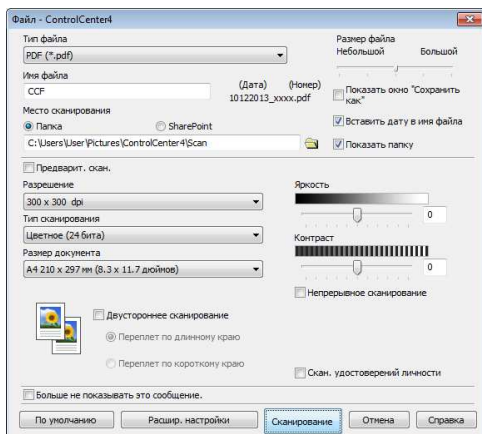 Файл - ControlCenter4
Тип файла
PDF (*.pdf)
Размер файла
Небольшой Большой
Имя файла
CCF
(Дата) (Номер)
10122013_xxxx.pdf
Показать окно "Сохранить как"
Место сканирования
Папка SharePoint
Вставить дату в имя файла
C:\Users\User\Pictures\ControlCenter4\Scan
Показать папку
Предварит. скан.
Разрешение
300 x 300 dpi
Яркость
0
Тип сканирования
Цветное (24 бита)
Контраст
0
Размер документа
A4 210 x 297 мм (8.3 x 11.7 дюймов)
Непрерывное сканирование
Двустороннее сканирование
Переплет по длинному краю
Переплет по короткому краю
Скан. удостоверений личности
Больше не показывать это сообщение.
По умолчанию Расшир. настройки Сканирование Отмена Справка